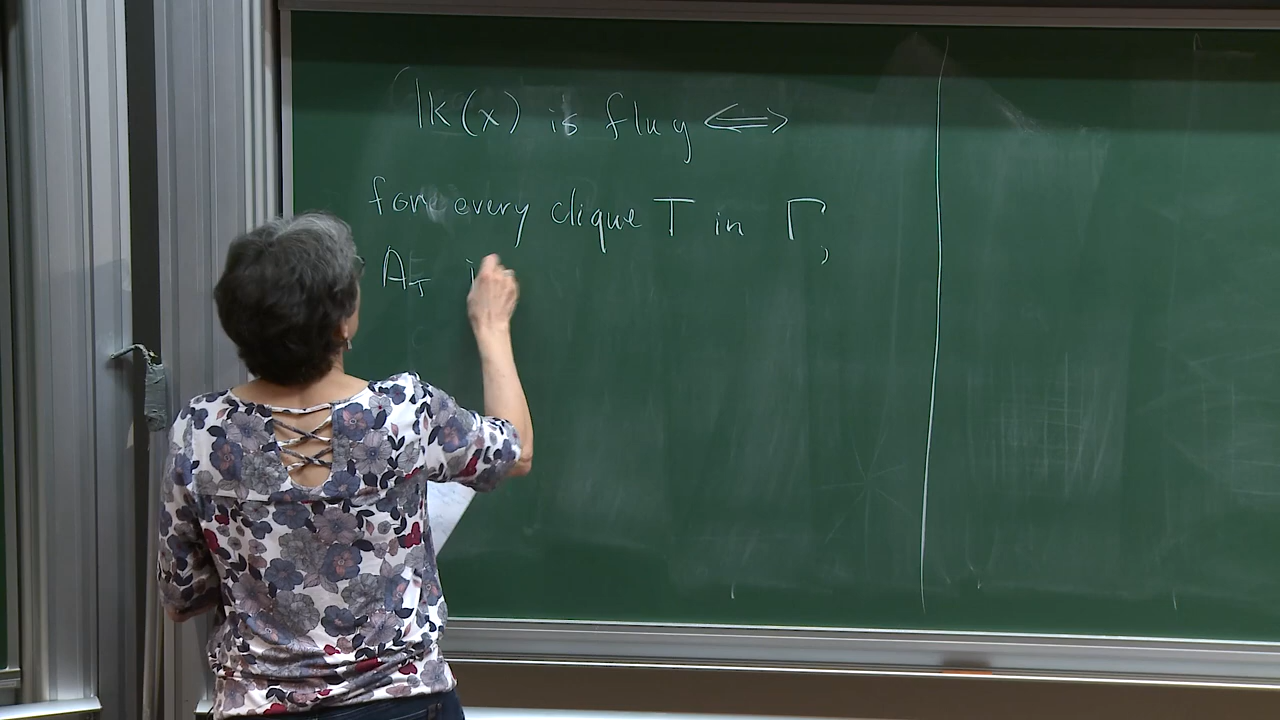 lk(x) is flag ⟺
for every clique T in Γ,
A_T i